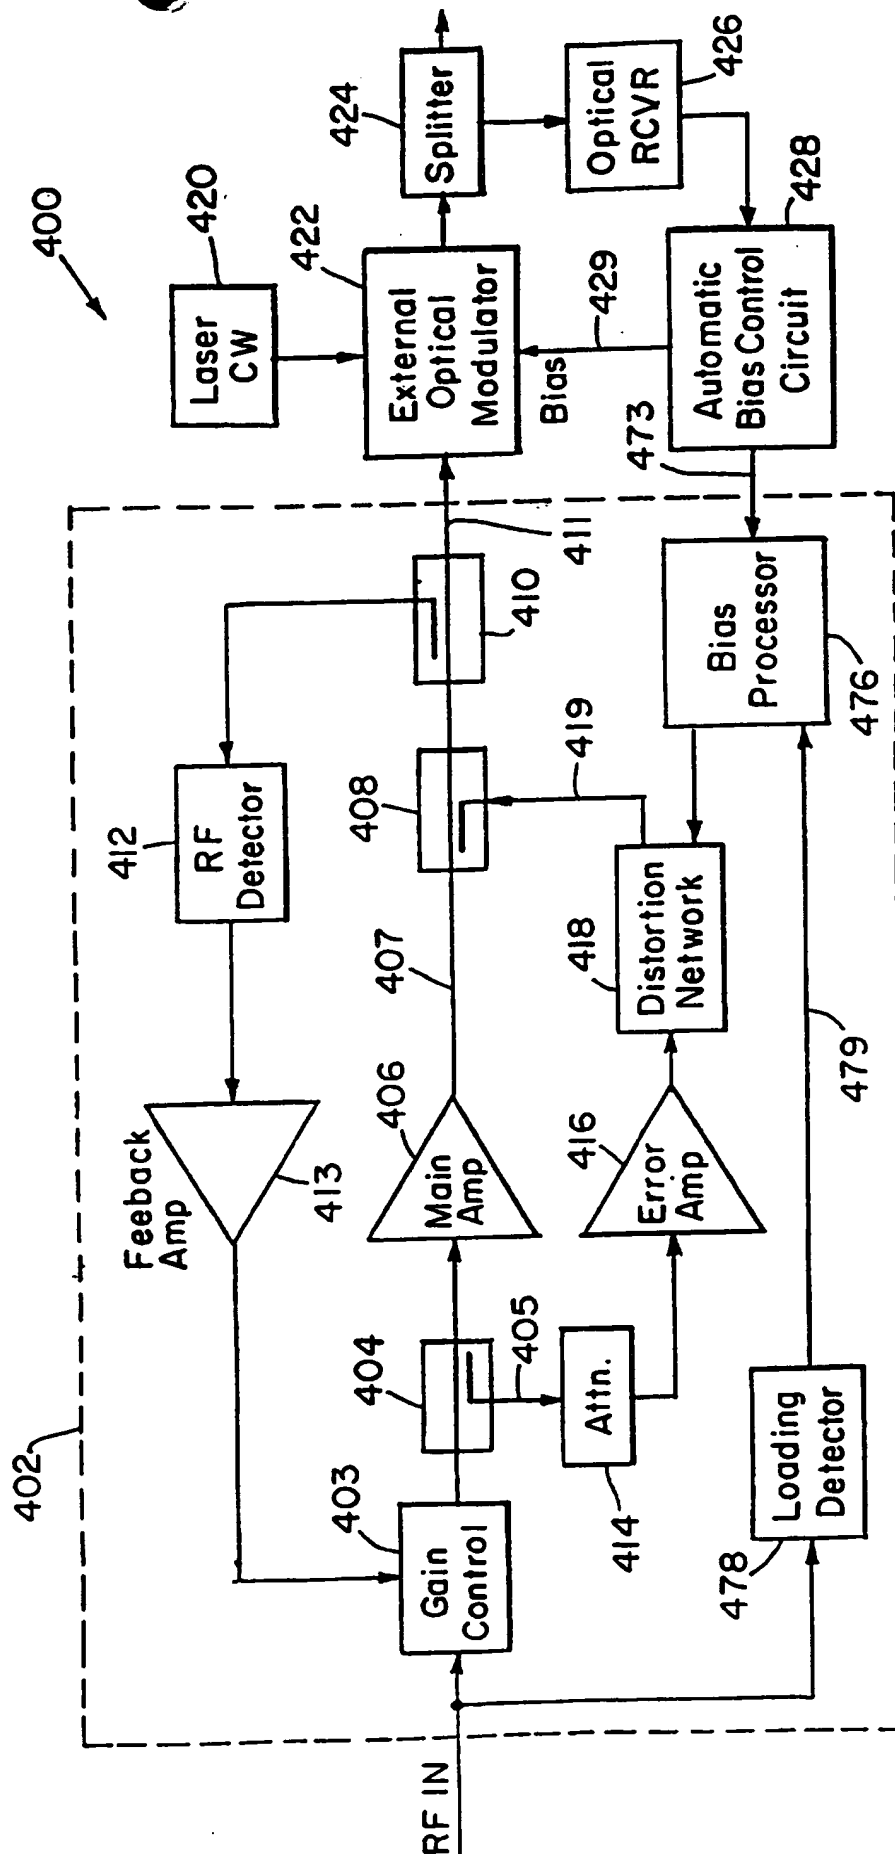 400
402
RF IN
Gain
Control
403
404
405
Main
Amp
406
407
408
410
411
Feeback
Amp
413
RF
Detector
412
Attn.
414
Error
Amp
416
Distortion
Network
418
419
Loading
Detector
478
479
Bias
Processor
476
473
Laser
CW
420
External
Optical
Modulator
422
Bias
429
Splitter
424
Optical
RCVR
426
Automatic
Bias Control
Circuit
428